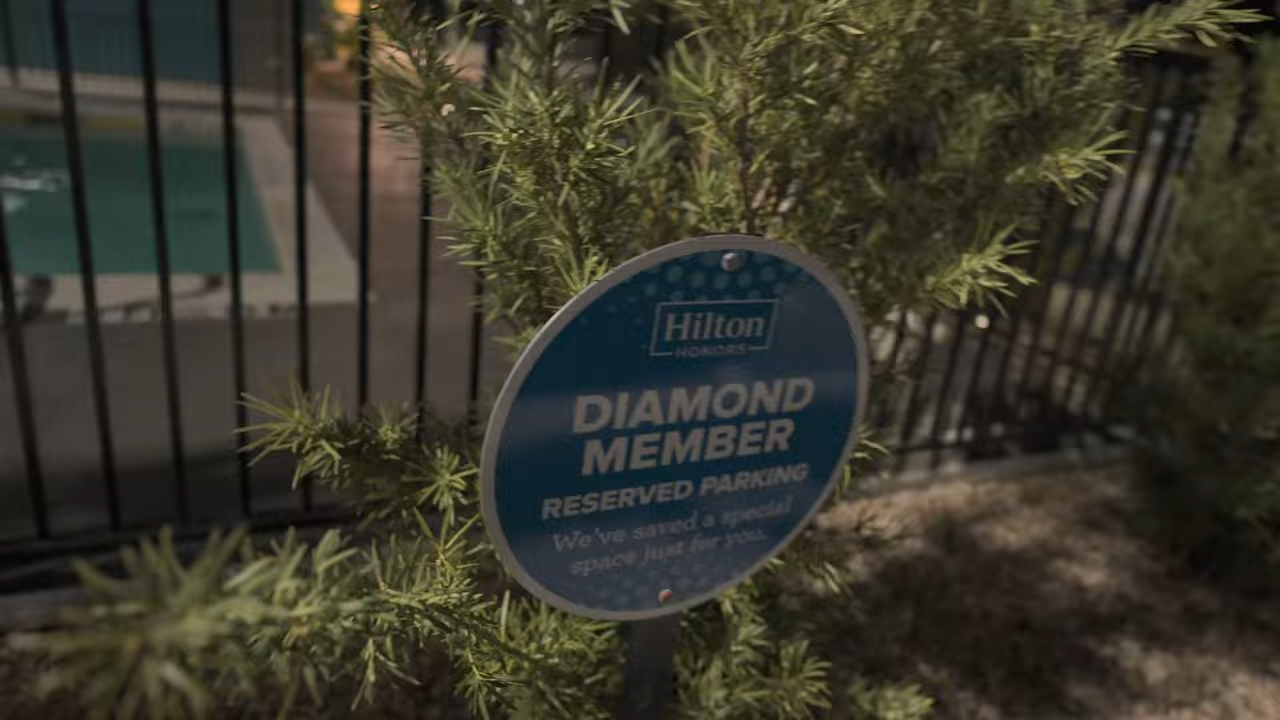 Hilton
HONORS
DIAMOND
MEMBER
RESERVED PARKING
We've saved a special
space just for you.